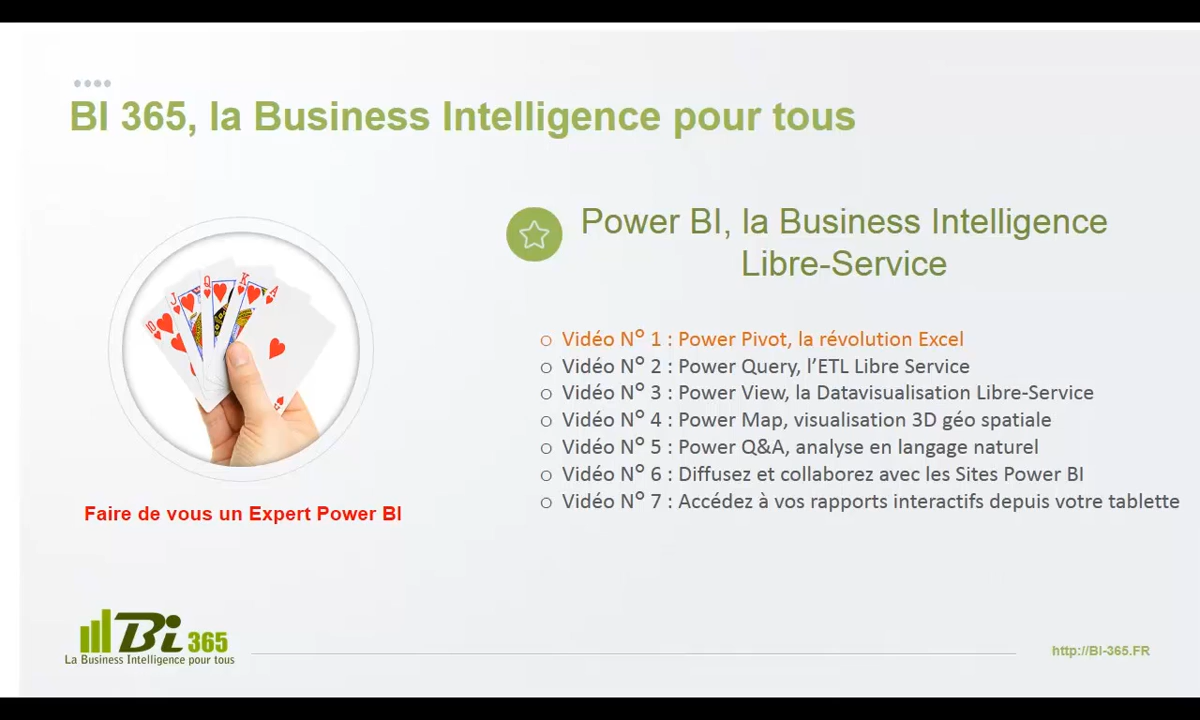 BI 365, la Business Intelligence pour tous
Power BI, la Business Intelligence
Libre-Service
10 J Q K A
Vidéo N° 1 : Power Pivot, la révolution Excel
Vidéo N° 2 : Power Query, l’ETL Libre Service
Vidéo N° 3 : Power View, la Datavisualisation Libre-Service
Vidéo N° 4 : Power Map, visualisation 3D géo spatiale
Vidéo N° 5 : Power Q&A, analyse en langage naturel
Vidéo N° 6 : Diffusez et collaborez avec les Sites Power BI
Vidéo N° 7 : Accédez à vos rapports interactifs depuis votre tablette
Faire de vous un Expert Power BI
Bi 365
La Business Intelligence pour tous
http://BI-365.FR